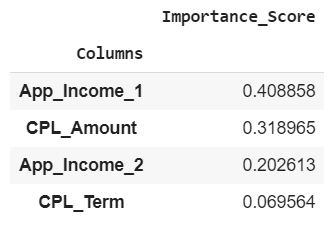 Importance_Score
Columns
App_Income_1 0.408858
CPL_Amount 0.318965
App_Income_2 0.202613
CPL_Term 0.069564